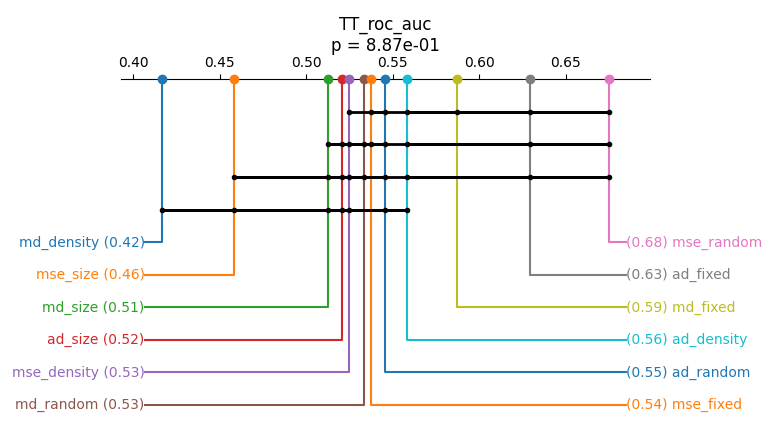 TT_roc_auc
p = 8.87e-01
0.40 0.45 0.50 0.55 0.60 0.65
md_density (0.42) (0.68) mse_random
mse_size (0.46) (0.63) ad_fixed
md_size (0.51) (0.59) md_fixed
ad_size (0.52) (0.56) ad_density
mse_density (0.53) (0.55) ad_random
md_random (0.53) (0.54) mse_fixed